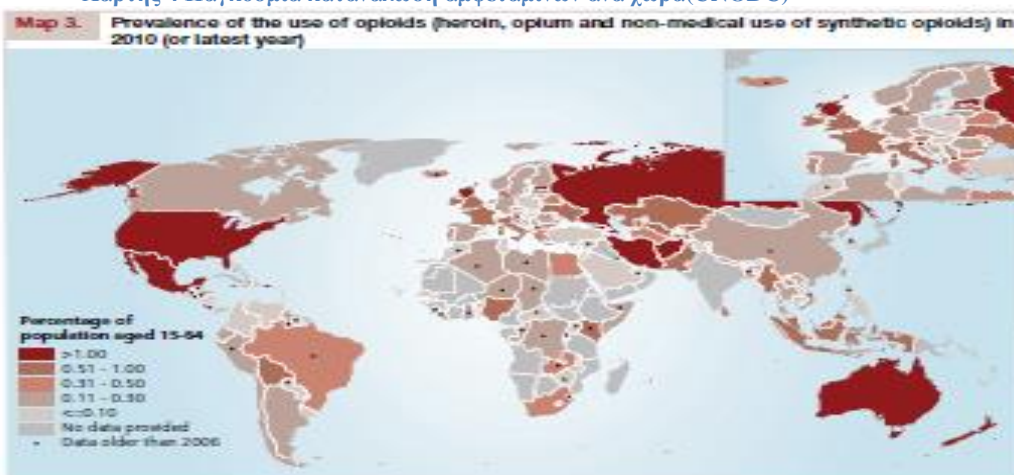 Map 3. Prevalence of the use of opioids (heroin, opium and non-medical use of synthetic opioids) in
2010 (or latest year)
Percentage of
population aged 15-64
>1.00
0.51 - 1.00
0.31 - 0.50
0.11 - 0.30
<=0.10
No data provided
Data older than 2006